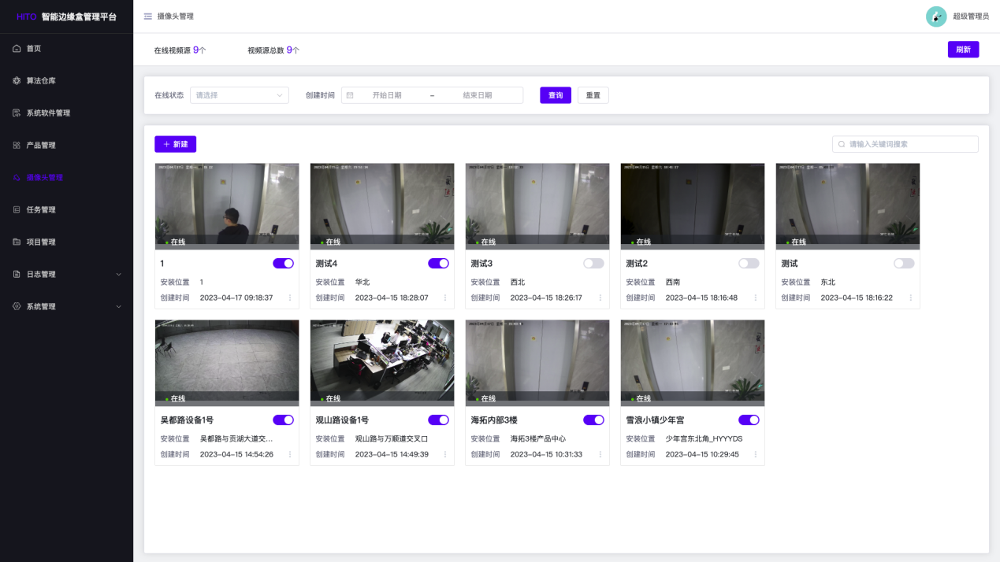 HITO 智能边缘盒管理平台
首页
算法仓库
系统软件管理
产品管理
摄像头管理
任务管理
项目管理
日志管理
系统管理
摄像头管理
超级管理员
在线视频源 9个 视频源总数 9个
刷新
在线状态 请选择 创建时间 开始日期 – 结束日期 查询 重置
+ 新建
请输入关键词搜索
在线
1
安装位置 1
创建时间 2023-04-17 09:18:37
在线
测试4
安装位置 华北
创建时间 2023-04-15 18:28:07
在线
测试3
安装位置 西北
创建时间 2023-04-15 18:26:17
在线
测试2
安装位置 西南
创建时间 2023-04-15 18:16:48
在线
测试
安装位置 东北
创建时间 2023-04-15 18:16:22
在线
吴都路设备1号
安装位置 吴都路与贡湖大道交...
创建时间 2023-04-15 14:54:26
在线
观山路设备1号
安装位置 观山路与万顺道交叉口
创建时间 2023-04-15 14:49:39
在线
海拓内部3楼
安装位置 海拓3楼产品中心
创建时间 2023-04-15 10:31:33
在线
雪浪小镇少年宫
安装位置 少年宫东北角_HYYYDS
创建时间 2023-04-15 10:29:45